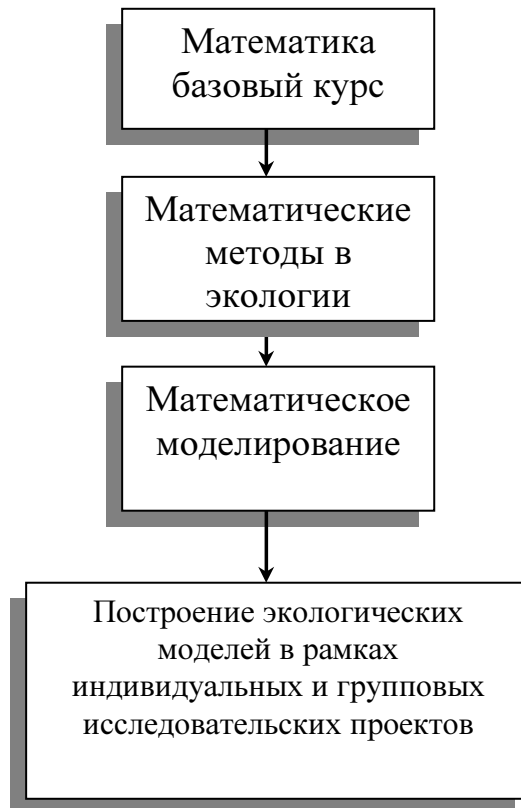 Математика
базовый курс
Математические
методы в
экологии
Математическое
моделирование
Построение экологических
моделей в рамках
индивидуальных и групповых
исследовательских проектов